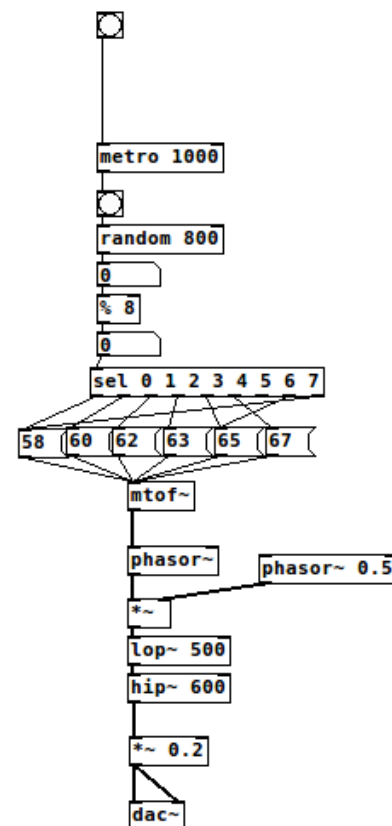 metro 1000
random 800
0
% 8
0
sel 0 1 2 3 4 5 6 7
58 60 62 63 65 67
mtof~
phasor~
phasor~ 0.5
*~
lop~ 500
hip~ 600
*~ 0.2
dac~